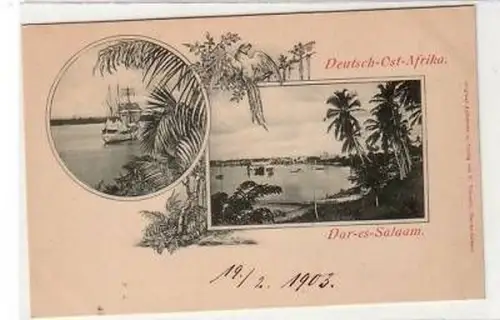 Deutsch-Ost-Afrika.
Dar-es-Salaam.
19./2. 1903.